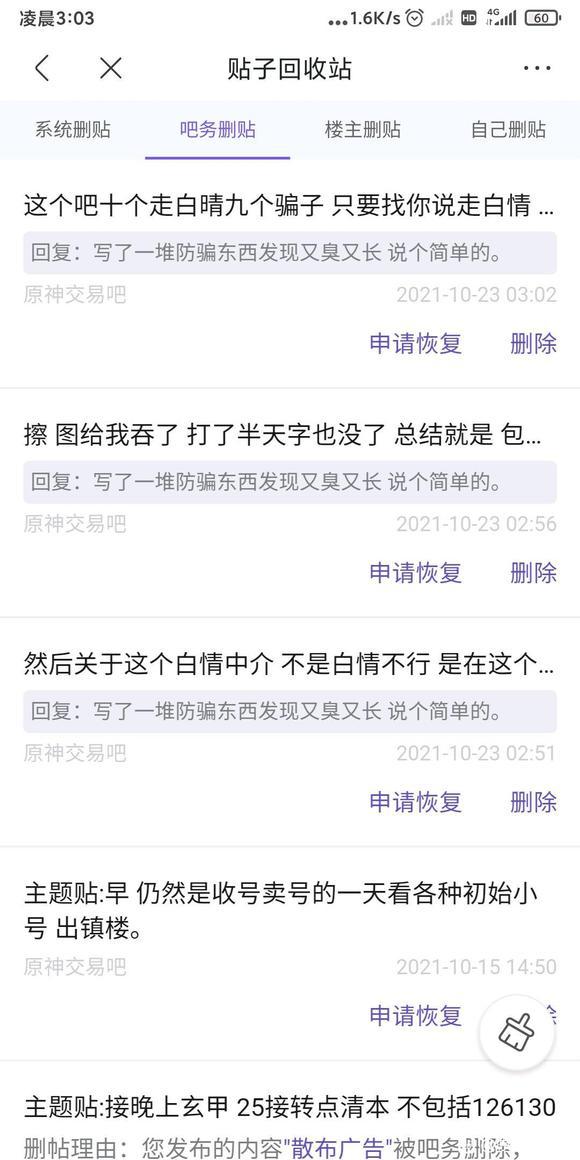 凌晨3:03
...1.6K/s HD 4G 60
贴子回收站
系统删贴 吧务删贴 楼主删贴 自己删贴
这个吧十个走白晴九个骗子 只要找你说走白情 ...
回复：写了一堆防骗东西发现又臭又长 说个简单的。
原神交易吧 2021-10-23 03:02
申请恢复 删除
擦 图给我吞了 打了半天字也没了 总结就是 包...
回复：写了一堆防骗东西发现又臭又长 说个简单的。
原神交易吧 2021-10-23 02:56
申请恢复 删除
然后关于这个白情中介 不是白情不行 是在这个...
回复：写了一堆防骗东西发现又臭又长 说个简单的。
原神交易吧 2021-10-23 02:51
申请恢复 删除
主题贴:早 仍然是收号卖号的一天看各种初始小
号 出镇楼。
原神交易吧 2021-10-15 14:50
申请恢复
主题贴:接晚上玄甲 25接转点清本 不包括126130
删帖理由：您发布的内容"散布广告"被吧务删除，